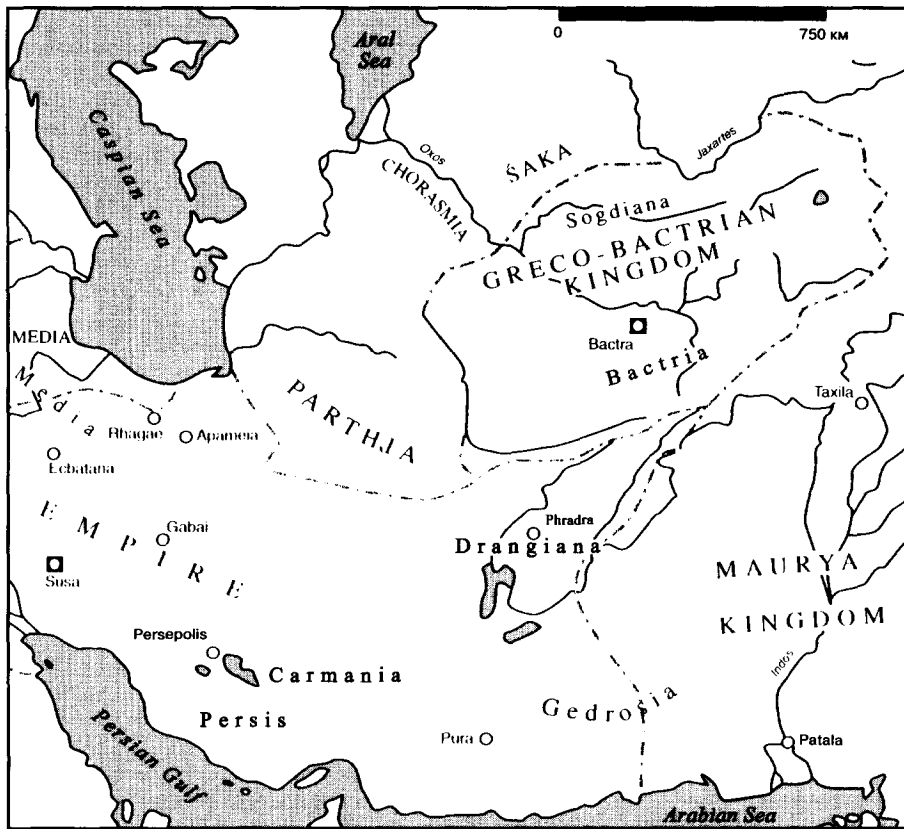 Aral
Sea
0 750 KM
Caspian Sea
Oxos
ŚAKA
Jaxartes
CHORASMIA
Sogdiana
GRECO-BACTRIAN
KINGDOM
MEDIA
Bactra
Bactria
Media
PARTHIA
Taxila
Rhagae
Apameia
Ecbatana
EMPIRE
Gabai
Phradra
Drangiana
Susa
MAURYA
KINGDOM
Persepolis
Carmania
Indos
Persis
Gedrosia
Persian Gulf
Pura
Patala
Arabian Sea